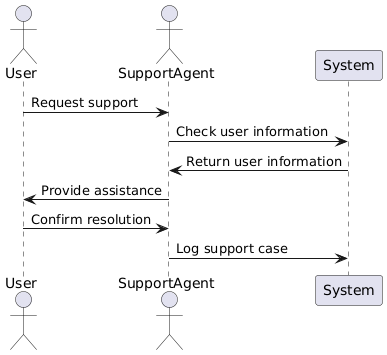 User
SupportAgent
System
Request support
Check user information
Return user information
Provide assistance
Confirm resolution
Log support case
User
SupportAgent
System